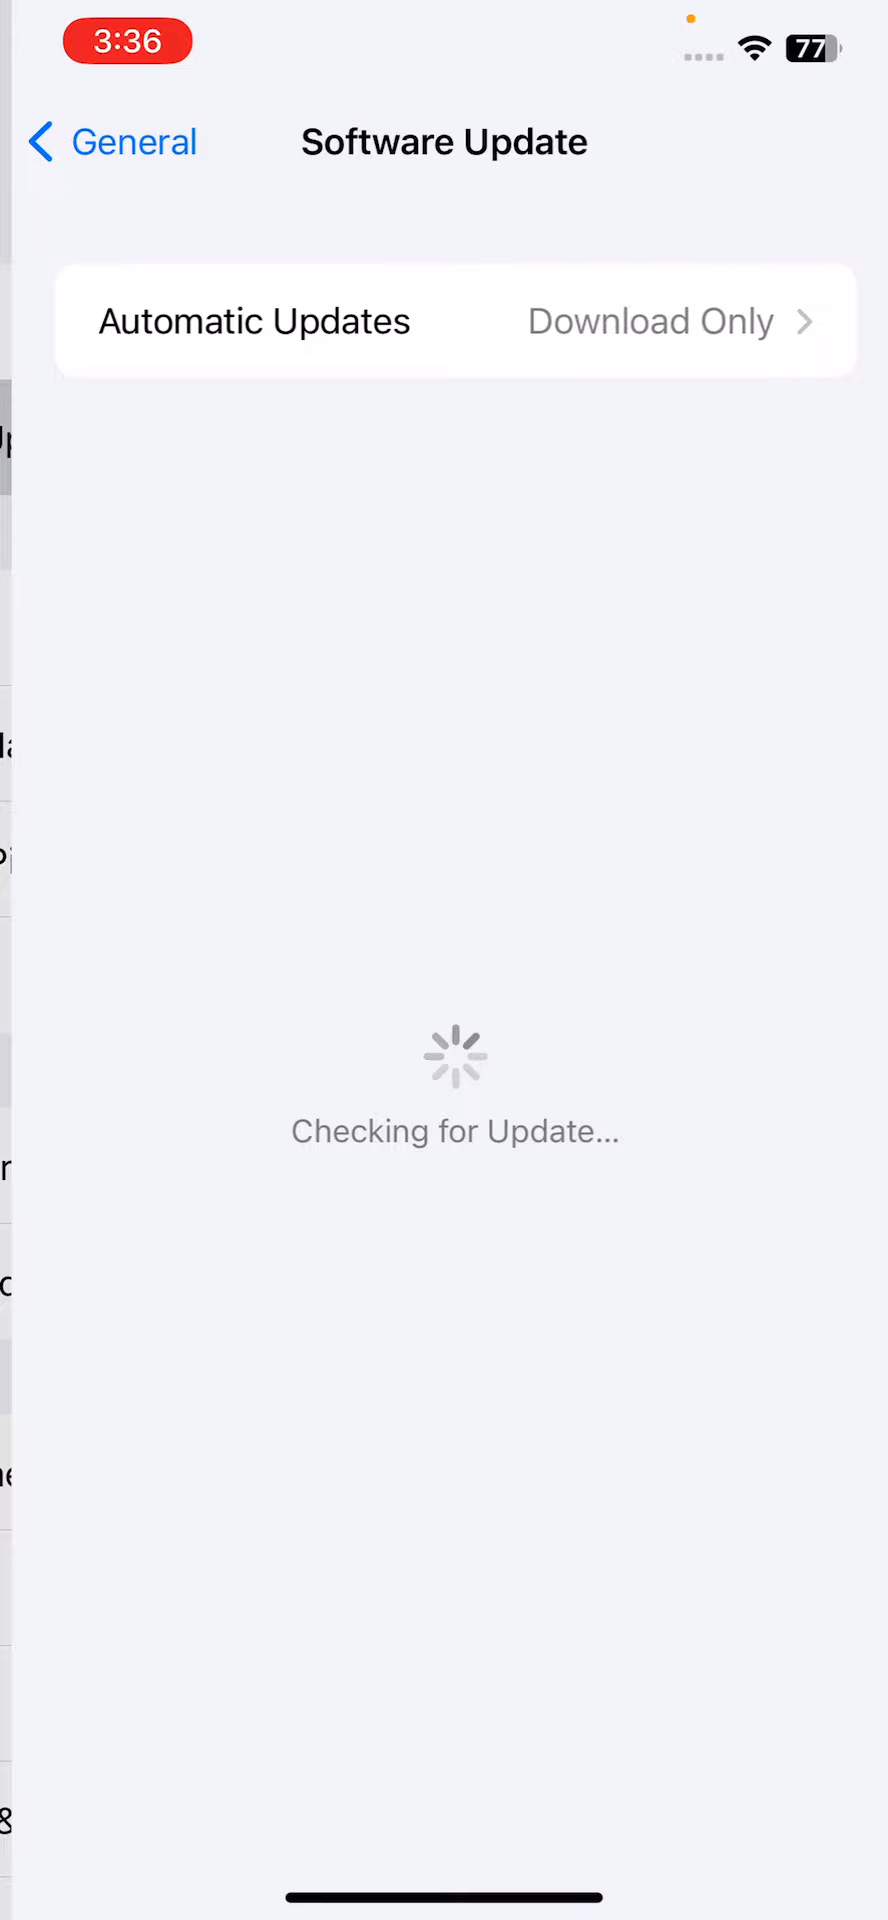 3:36
77
General
Software Update
Automatic Updates
Download Only
Checking for Update...
&